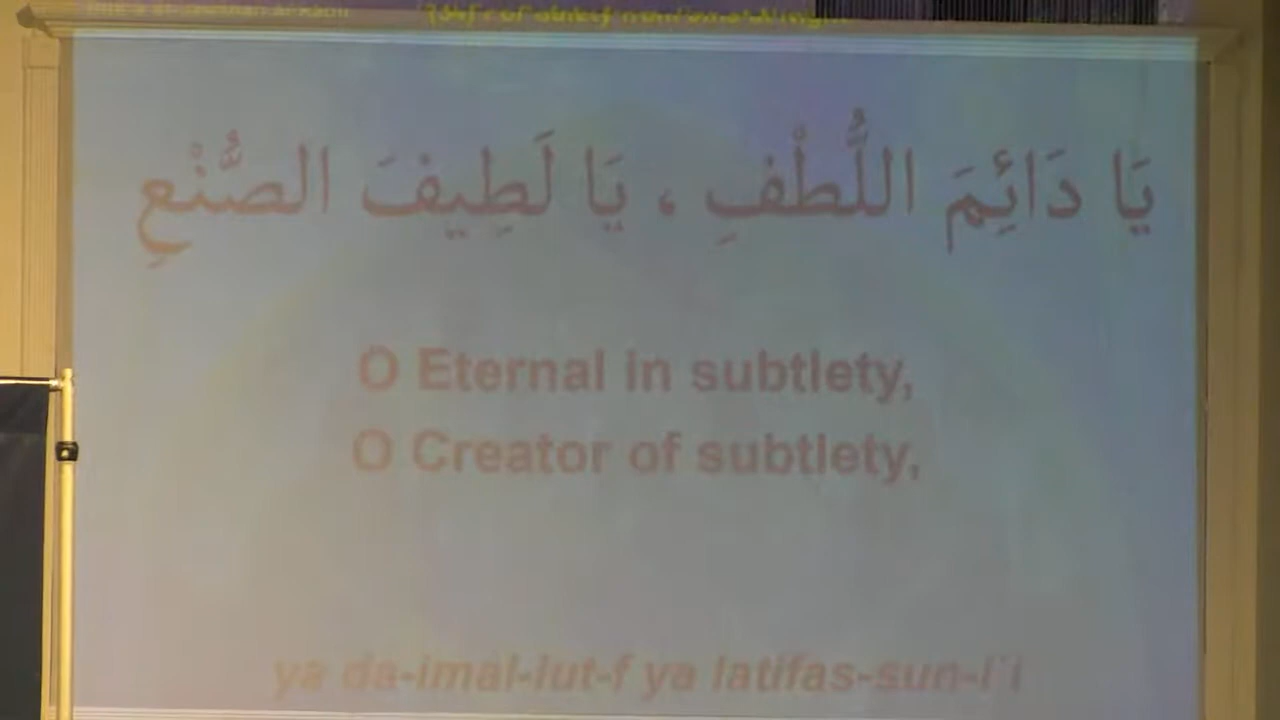 يَا دَائِمَ اللُّطْفِ ، يَا لَطِيفَ الصُّنْعِ
O Eternal in subtlety,
O Creator of subtlety,
ya da-imal-lut-f ya latifas-sun-i`i